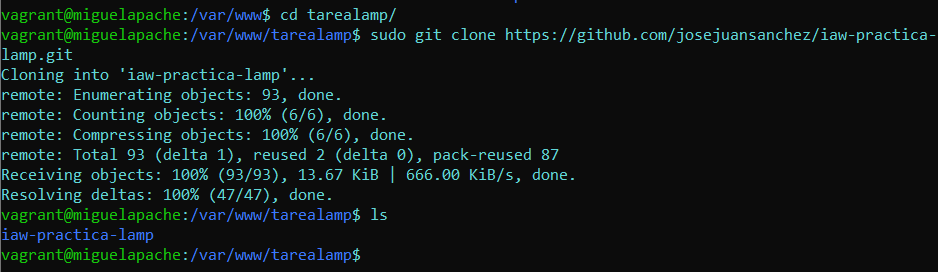 vagrant@miguelapache:/var/www$ cd tarealamp/
vagrant@miguelapache:/var/www/tarealamp$ sudo git clone https://github.com/josejuansanchez/iaw-practica-
lamp.git
Cloning into 'iaw-practica-lamp'...
remote: Enumerating objects: 93, done.
remote: Counting objects: 100% (6/6), done.
remote: Compressing objects: 100% (6/6), done.
remote: Total 93 (delta 1), reused 2 (delta 0), pack-reused 87
Receiving objects: 100% (93/93), 13.67 KiB | 666.00 KiB/s, done.
Resolving deltas: 100% (47/47), done.
vagrant@miguelapache:/var/www/tarealamp$ ls
iaw-practica-lamp
vagrant@miguelapache:/var/www/tarealamp$